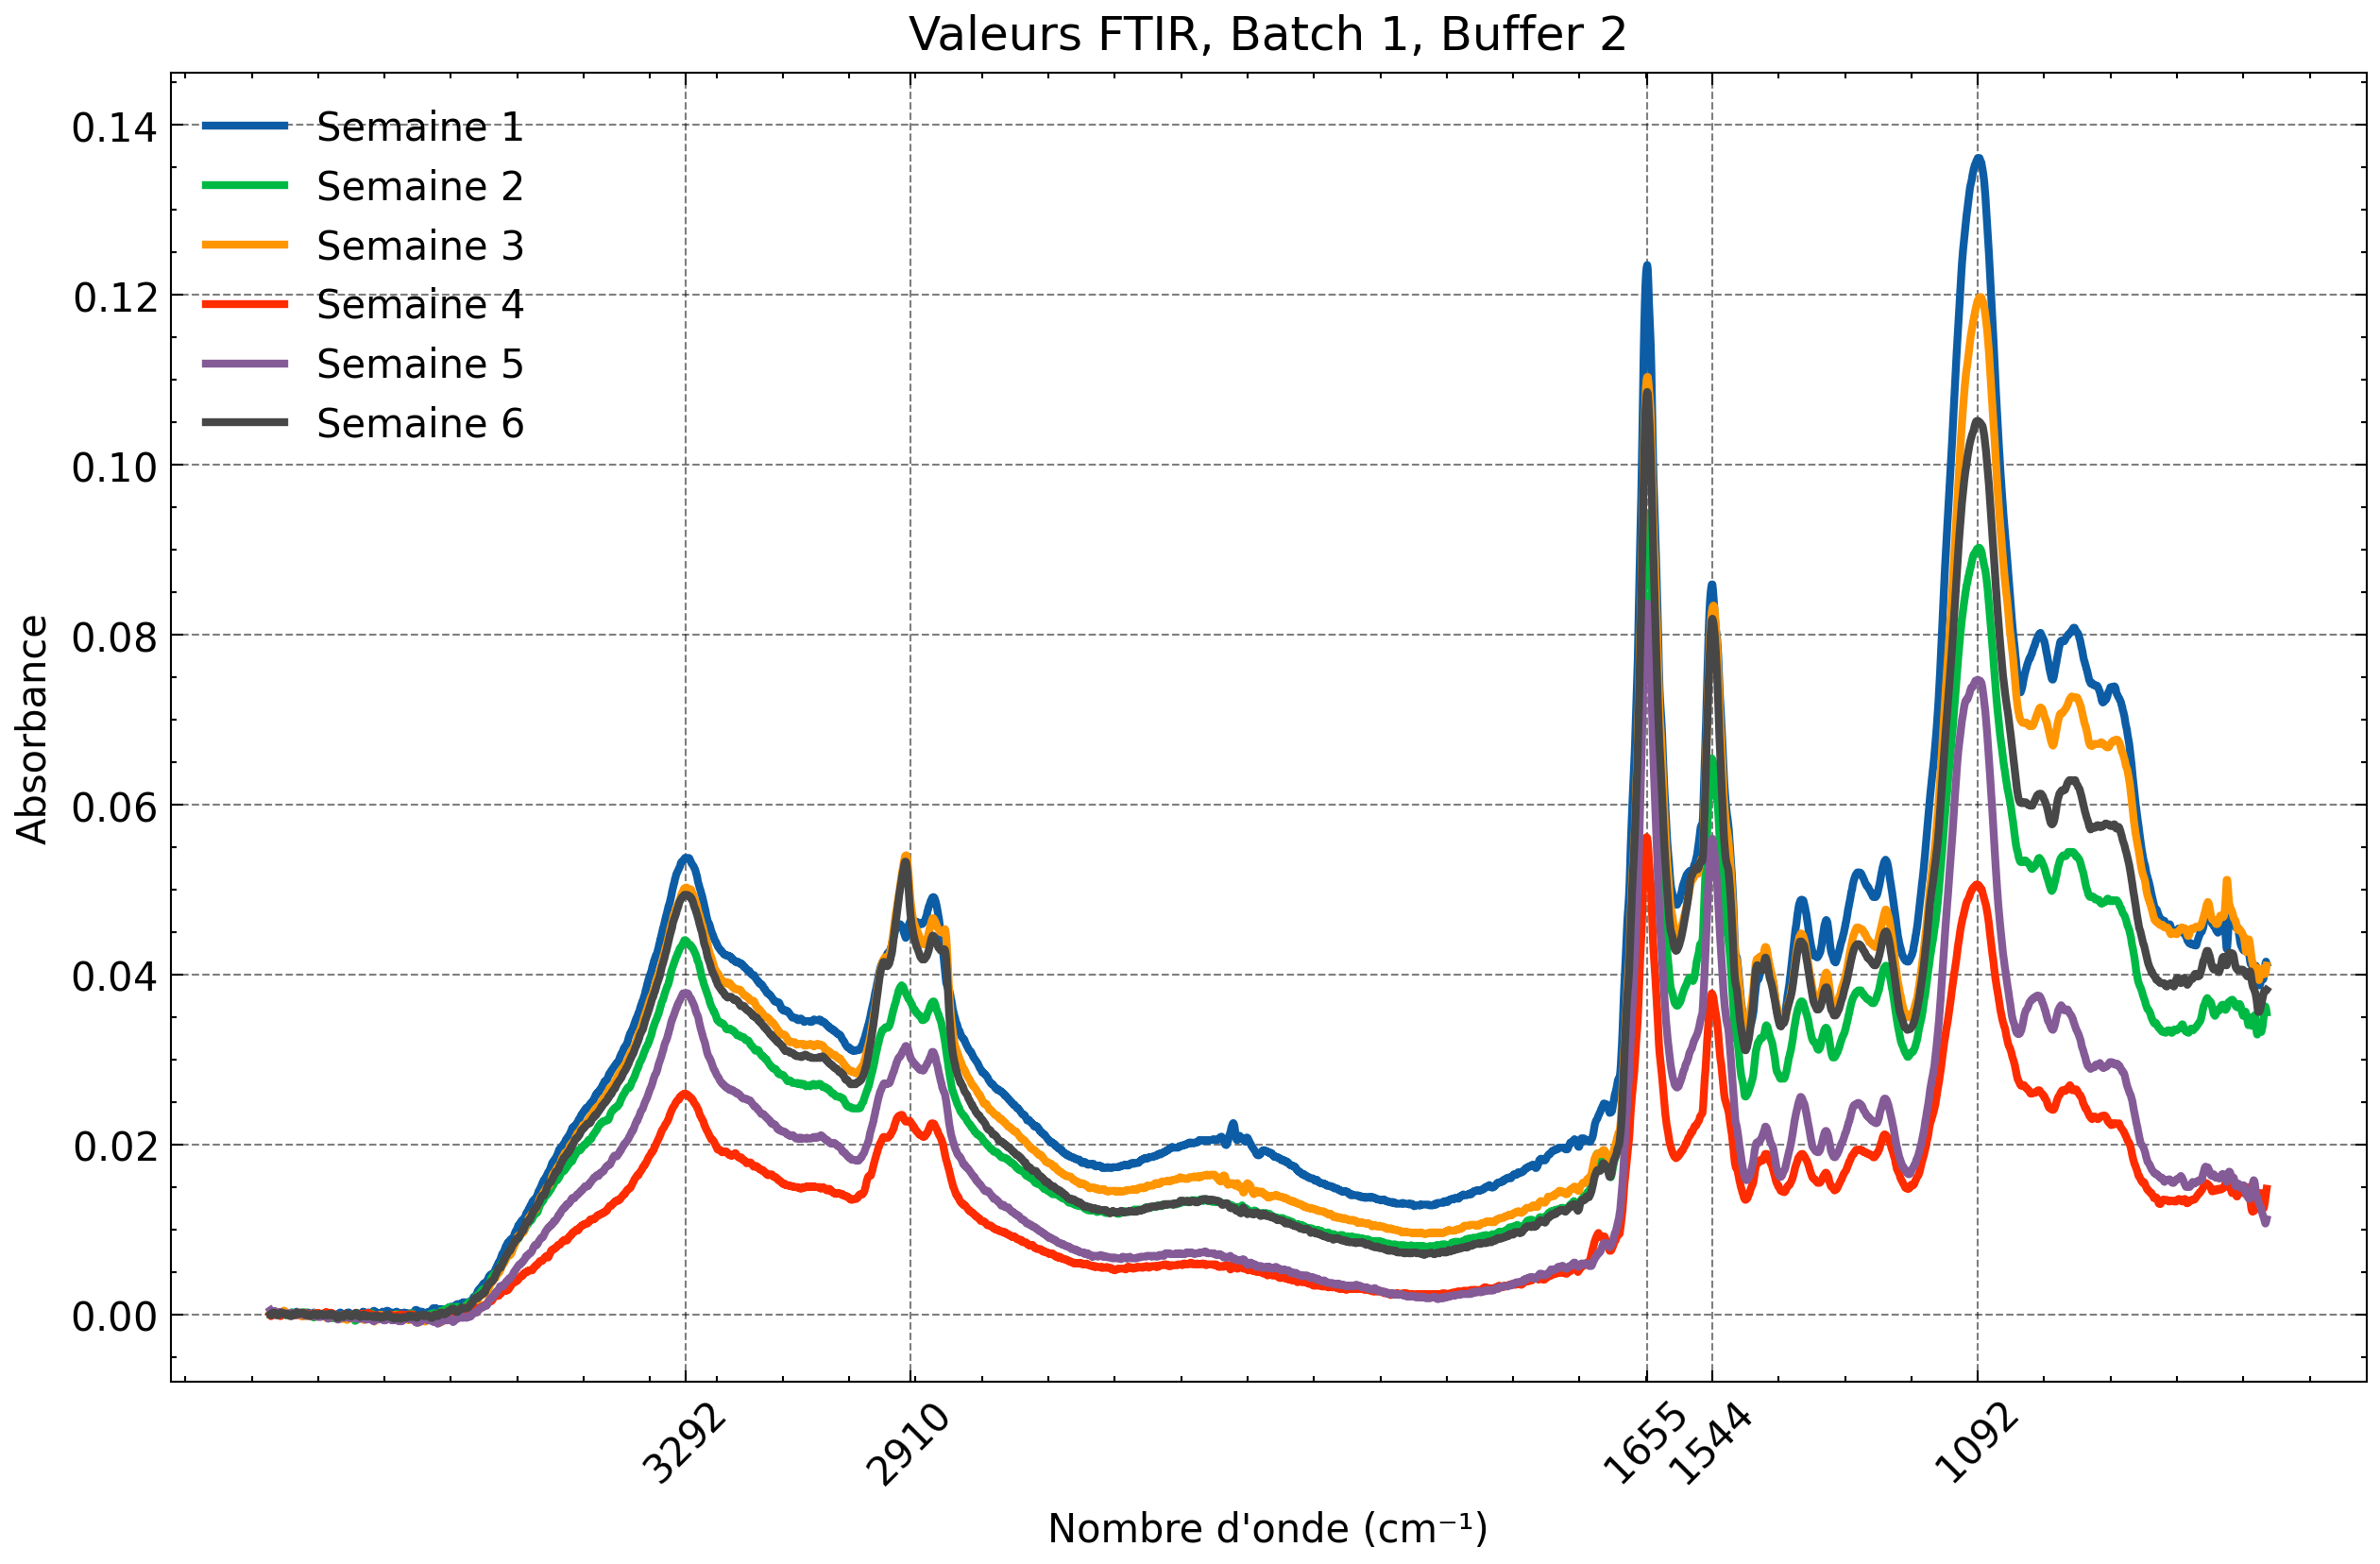 Valeurs FTIR, Batch 1, Buffer 2
Semaine 1
Semaine 2
Semaine 3
Semaine 4
Semaine 5
Semaine 6
Absorbance
0.14
0.12
0.10
0.08
0.06
0.04
0.02
0.00
3292
2910
1655
1544
1092
Nombre d'onde (cm⁻¹)